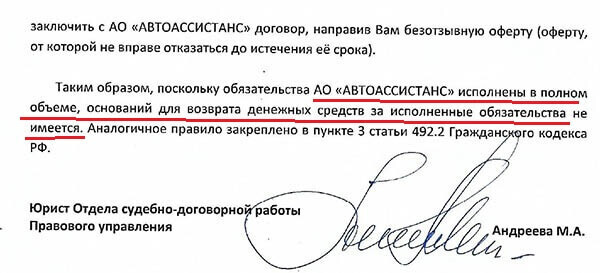 заключить с АО «АВТОАССИСТАНС» договор, направив Вам безотзывную оферту (оферту,
от которой не вправе отказаться до истечения её срока).
Таким образом, поскольку обязательства АО «АВТОАССИСТАНС» исполнены в полном
объеме, оснований для возврата денежных средств за исполненные обязательства не
имеется. Аналогичное правило закреплено в пункте 3 статьи 492.2 Гражданского кодекса
РФ.
Юрист Отдела судебно-договорной работы
Правового управления
Андреева М.А.